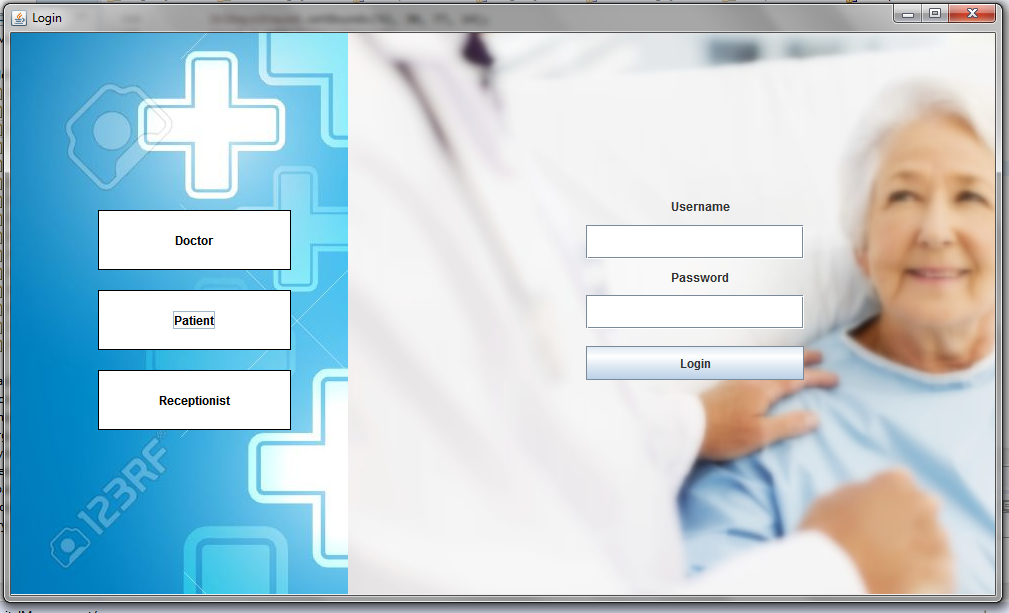 Login
Doctor
Patient
Receptionist
123RF
Username
Password
Login